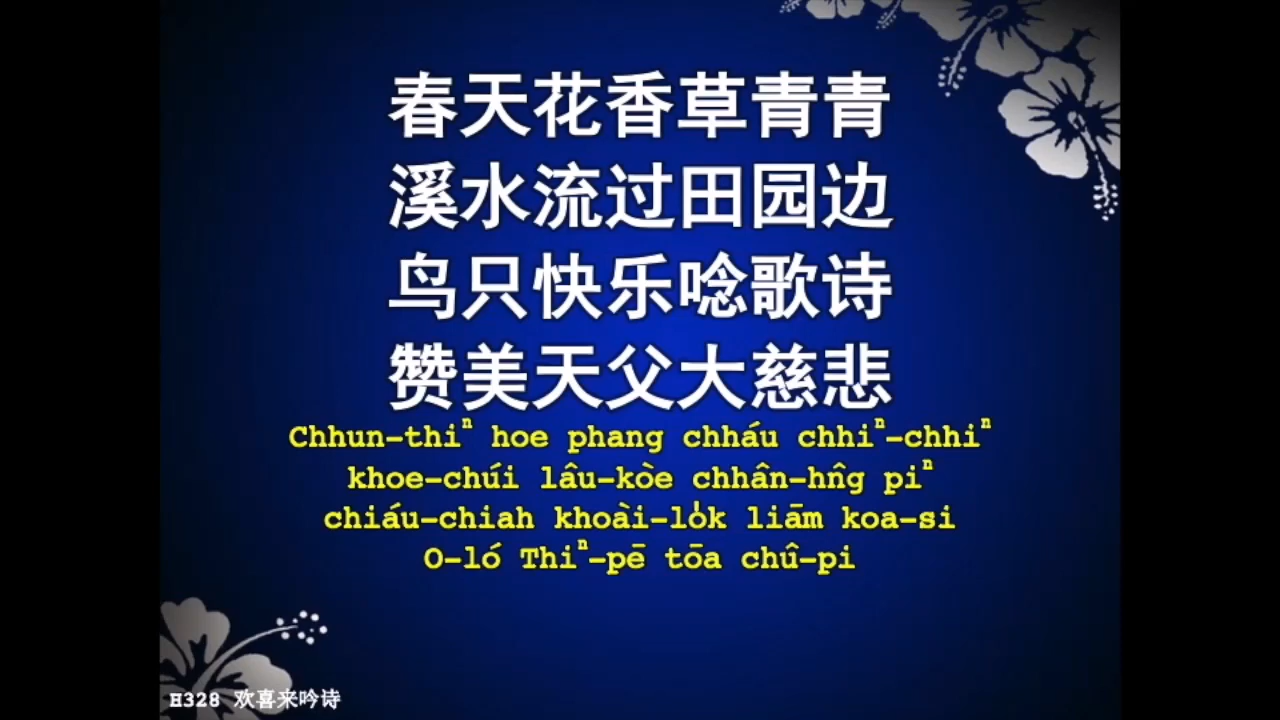 春天花香草青青
溪水流过田园边
鸟只快乐唸歌诗
赞美天父大慈悲
Chhun-thiⁿ hoe phang chháu chhiⁿ-chhiⁿ
khoe-chúi lâu-kòe chhân-hn̂g piⁿ
chiáu-chiah khoài-lo̍k liām koa-si
O-ló Thiⁿ-pē tōa chû-pi
H328 欢喜来吟诗